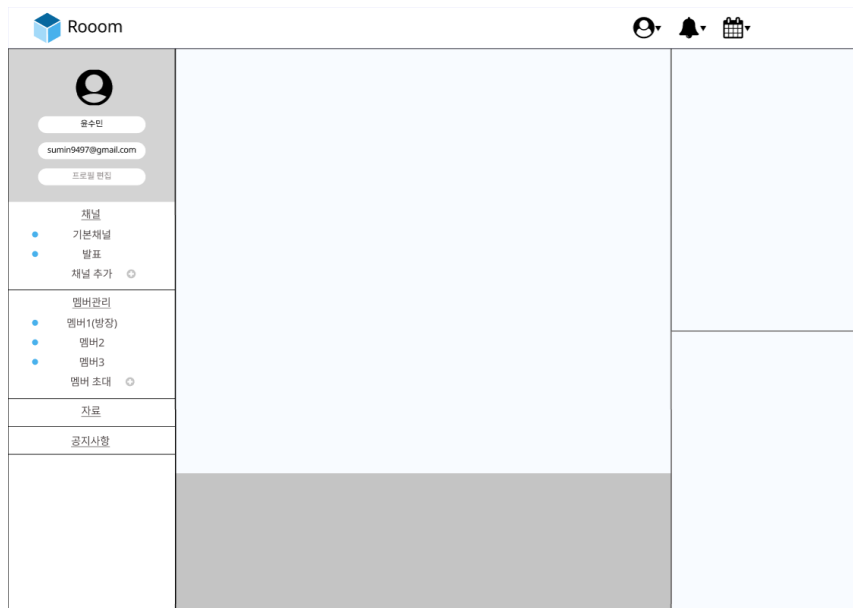 Rooom
윤수민
sumin9497@gmail.com
프로필 편집
채널
기본채널
발표
채널 추가
멤버관리
멤버1(방장)
멤버2
멤버3
멤버 초대
자료
공지사항